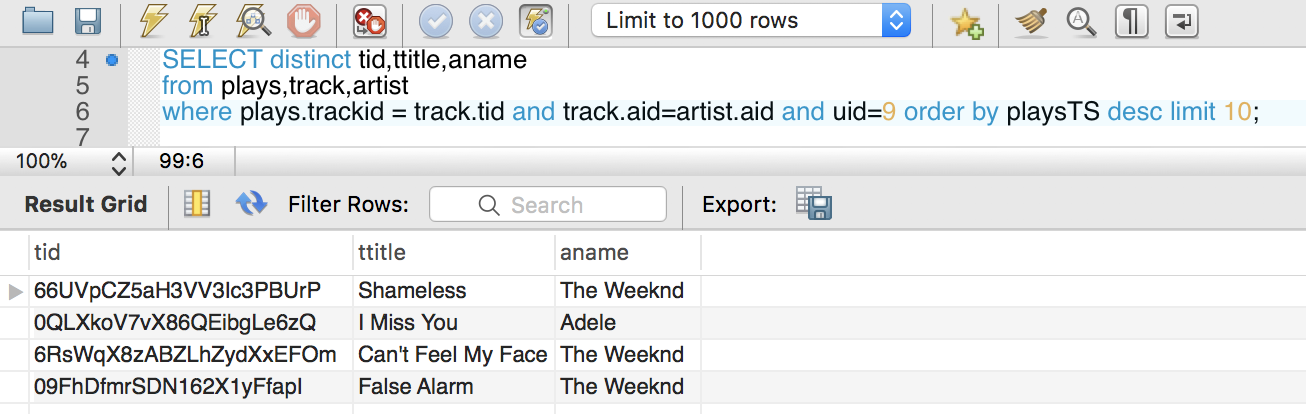 Limit to 1000 rows
4 SELECT distinct tid,ttitle,aname
5 from plays,track,artist
6 where plays.trackid = track.tid and track.aid=artist.aid and uid=9 order by playsTS desc limit 10;
7
100% 99:6
Result Grid Filter Rows: Search Export:
tid ttitle aname
66UVpCZ5aH3VV3Ic3PBUrP Shameless The Weeknd
0QLXkoV7vX86QEibgLe6zQ I Miss You Adele
6RsWqX8zABZLhZydXxEFOm Can't Feel My Face The Weeknd
09FhDfmrSDN162X1yFfapI False Alarm The Weeknd